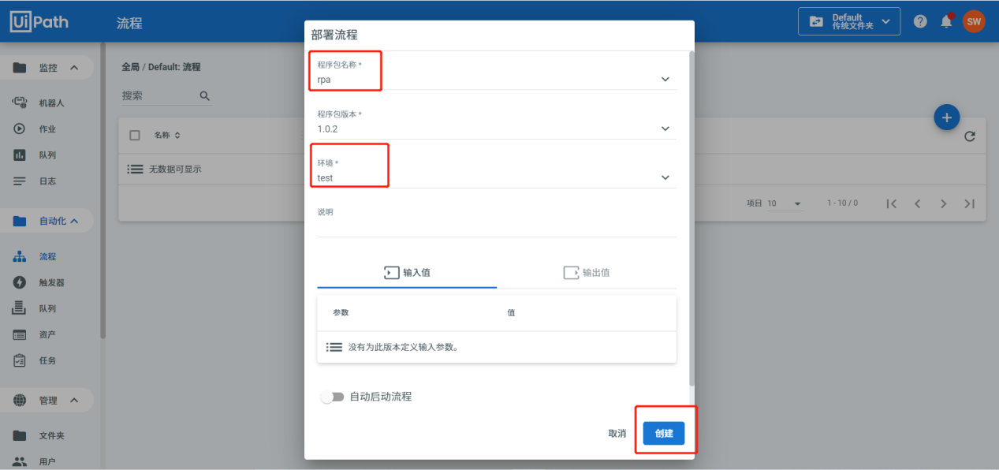 UiPath
流程
Default
传统文件夹
SW
监控
机器人
作业
队列
日志
自动化
流程
触发器
队列
资产
任务
管理
文件夹
用户
全局 / Default: 流程
搜索
名称
无数据可显示
项目 10
1 - 10 / 0
部署流程
程序包名称 *
rpa
程序包版本 *
1.0.2
环境 *
test
说明
输入值
输出值
参数
值
没有为此版本定义输入参数。
自动启动流程
取消
创建